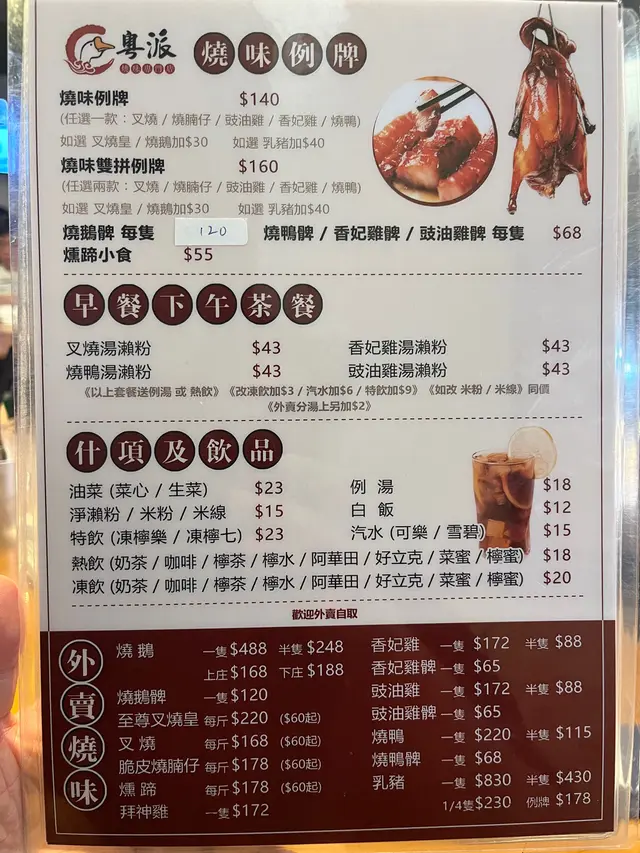 粵派 燒味例牌
燒味例牌 $140
(任選一款：叉燒 / 燒腩仔 / 豉油雞 / 香妃雞 / 燒鴨)
如選 叉燒皇 / 燒鵝加$30 如選 乳豬加$40
燒味雙拼例牌 $160
(任選兩款：叉燒 / 燒腩仔 / 豉油雞 / 香妃雞 / 燒鴨)
如選 叉燒皇 / 燒鵝加$30 如選 乳豬加$40
燒鵝髀 每隻 120 燒鴨髀 / 香妃雞髀 / 豉油雞髀 每隻 $68
燻蹄小食 $55
早餐下午茶餐
叉燒湯瀨粉 $43 香妃雞湯瀨粉 $43
燒鴨湯瀨粉 $43 豉油雞湯瀨粉 $43
《以上套餐送例湯 或 熱飲》《改凍飲加$3 / 汽水加$6 / 特飲加$9》《如改 米粉 / 米線》同價
《外賣分湯上另加$2》
什項及飲品
油菜 (菜心 / 生菜) $23 例 湯 $18
淨瀨粉 / 米粉 / 米線 $15 白 飯 $12
特飲 (凍檸樂 / 凍檸七) $23 汽水 (可樂 / 雪碧) $15
熱飲 (奶茶 / 咖啡 / 檸茶 / 檸水 / 阿華田 / 好立克 / 菜蜜 / 檸蜜) $18
凍飲 (奶茶 / 咖啡 / 檸茶 / 檸水 / 阿華田 / 好立克 / 菜蜜 / 檸蜜) $20
歡迎外賣自取
外賣燒味
燒 鵝 一隻 $488 半隻 $248
上庄 $168 下庄 $188
燒鵝髀 一隻 $120
至尊叉燒皇 每斤 $220 ($60起)
叉 燒 每斤 $168 ($60起)
脆皮燒腩仔 每斤 $178 ($60起)
燻 蹄 每斤 $178 ($60起)
拜神雞 一隻 $172
香妃雞 一隻 $172 半隻 $88
香妃雞髀 一隻 $65
豉油雞 一隻 $172 半隻 $88
豉油雞髀 一隻 $65
燒鴨 一隻 $220 半隻 $115
燒鴨髀 一隻 $68
乳豬 一隻 $830 半隻 $430
1/4隻 $230 例牌 $178